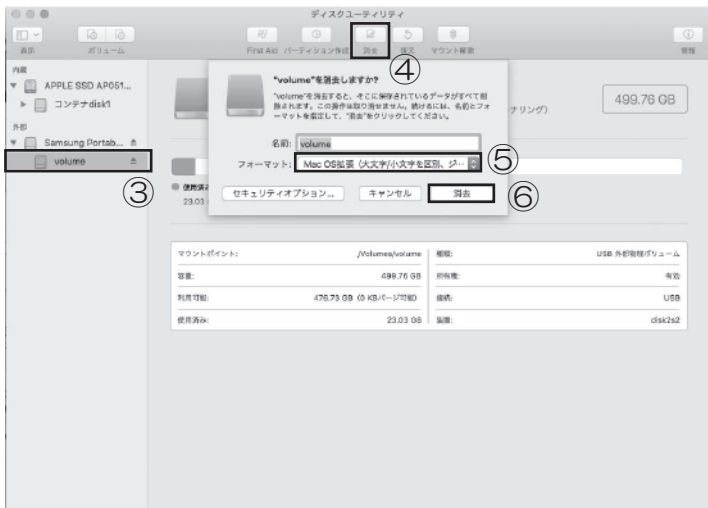 ディスクユーティリティ
表示 ボリューム First Aid パーティション作成 消去 復元 マウント解除 情報
④
内蔵
APPLE SSD AP051...
コンテナdisk1
外部
Samsung Portab...
volume
③
"volume"を消去しますか?
"volume"を消去すると、そこに保存されているデータがすべて削
除されます。この操作は取り消せません。続けるには、名前とフォ
ーマットを指定して、"消去"をクリックしてください。
ーナリング)
499.76 GB
名前: volume
フォーマット: Mac OS拡張 (大文字/小文字を区別、ジ…
⑤
セキュリティオプション... キャンセル 消去
⑥
使用済み
23.03
マウントポイント: /Volumes/volume 種類: USB 外部物理ボリューム
容量: 499.76 GB 所有権: 有効
利用可能: 476.73 GB (0 KBパージ可能) 接続: USB
使用済み: 23.03 GB 装置: disk2s2